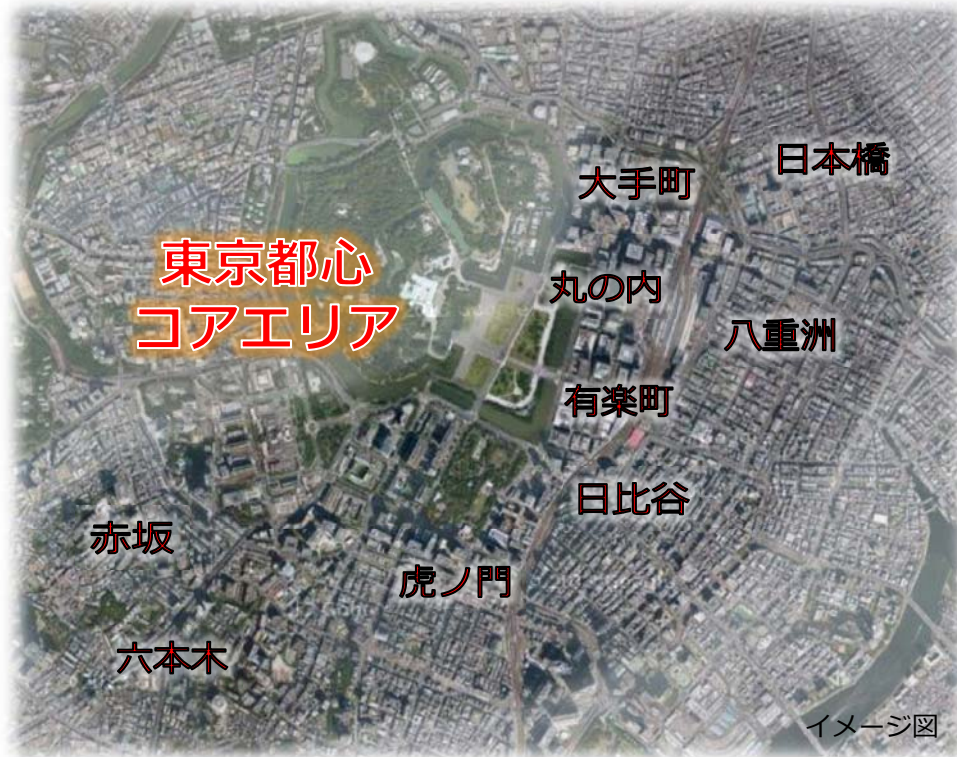 日本橋
大手町
東京都心
コアエリア
丸の内
八重洲
有楽町
日比谷
赤坂
虎ノ門
六本木
イメージ図